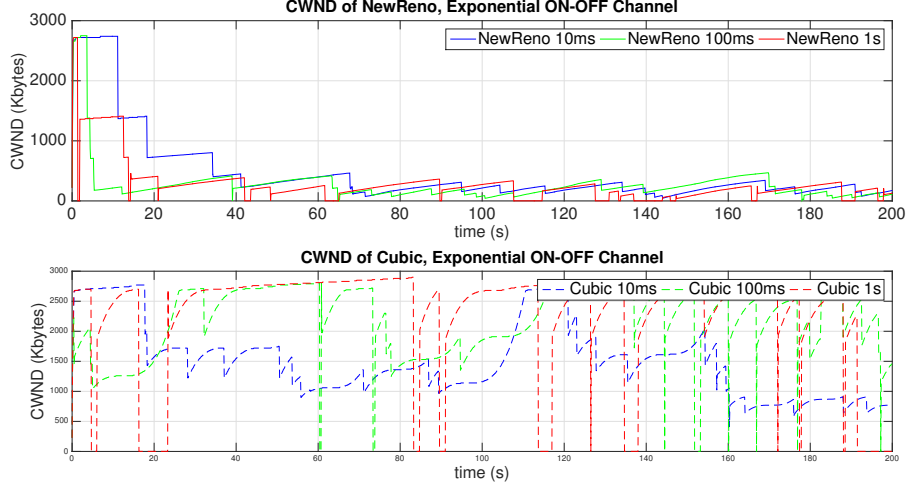 CWND of NewReno, Exponential ON-OFF Channel
NewReno 10ms NewReno 100ms NewReno 1s
CWND (Kbytes)
3000
2000
1000
0
0 20 40 60 80 100 120 140 160 180 200
time (s)
CWND of Cubic, Exponential ON-OFF Channel
Cubic 10ms Cubic 100ms Cubic 1s
CWND (Kbytes)
3000
2500
2000
1500
1000
500
0
0 20 40 60 80 100 120 140 160 180 200
time (s)